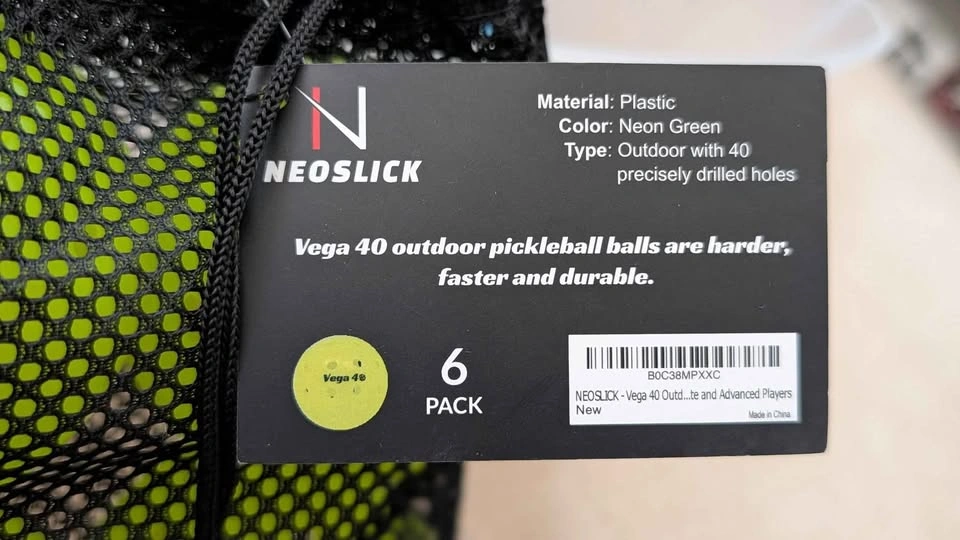 NEOSLICK
Material: Plastic
Color: Neon Green
Type: Outdoor with 40
precisely drilled holes
Vega 40 outdoor pickleball balls are harder,
faster and durable.
Vega 40
6
PACK
B0C38MPXXC
NEOSLICK - Vega 40 Outd...te and Advanced Players
New
Made in China